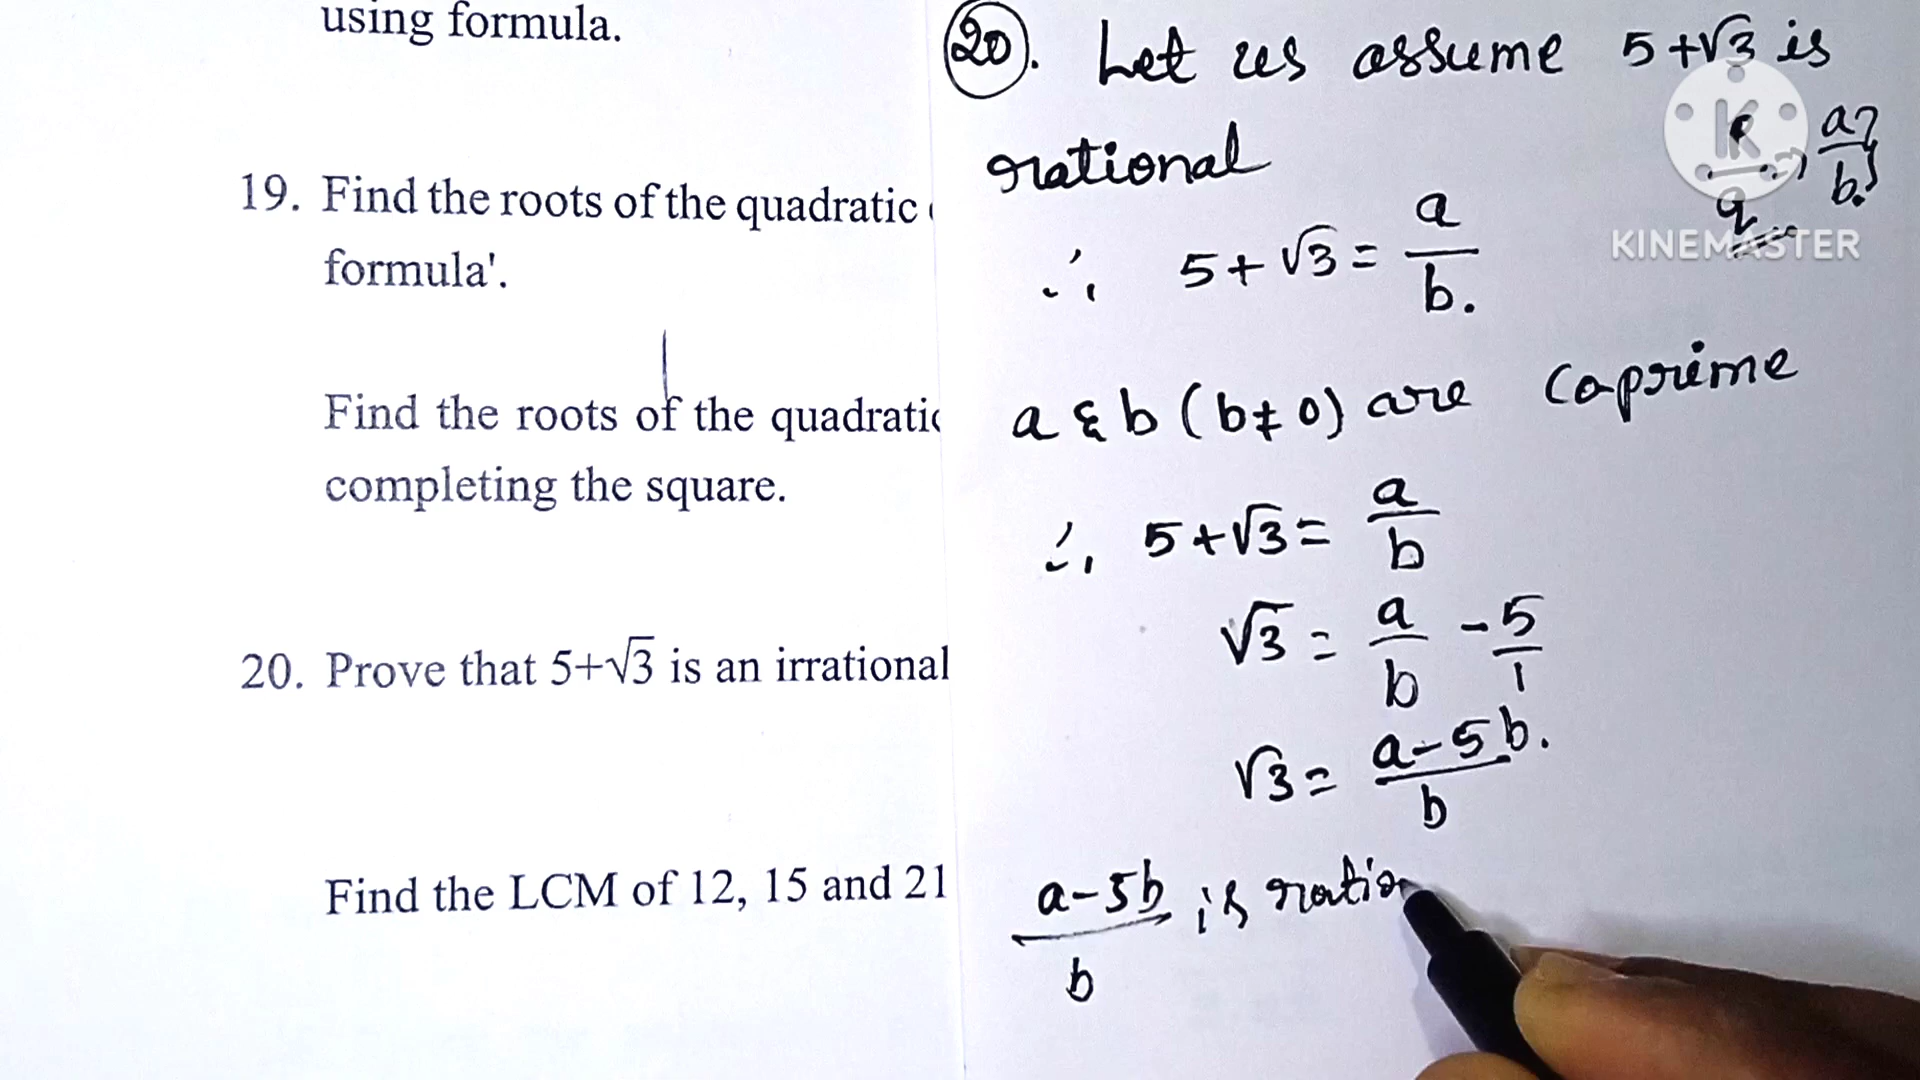 using formula.
19. Find the roots of the quadratic
formula'.
Find the roots of the quadratic
completing the square.
20. Prove that 5+√3 is an irrational
Find the LCM of 12, 15 and 21
20. Let us assume 5+√3 is
rational
a/b
q
KINEMASTER
∴ 5+√3 = a/b.
a & b (b≠0) are coprime
∴ 5+√3 = a/b
√3 = a/b - 5/1
√3 = a-5b./b
a-5b/b is ratio